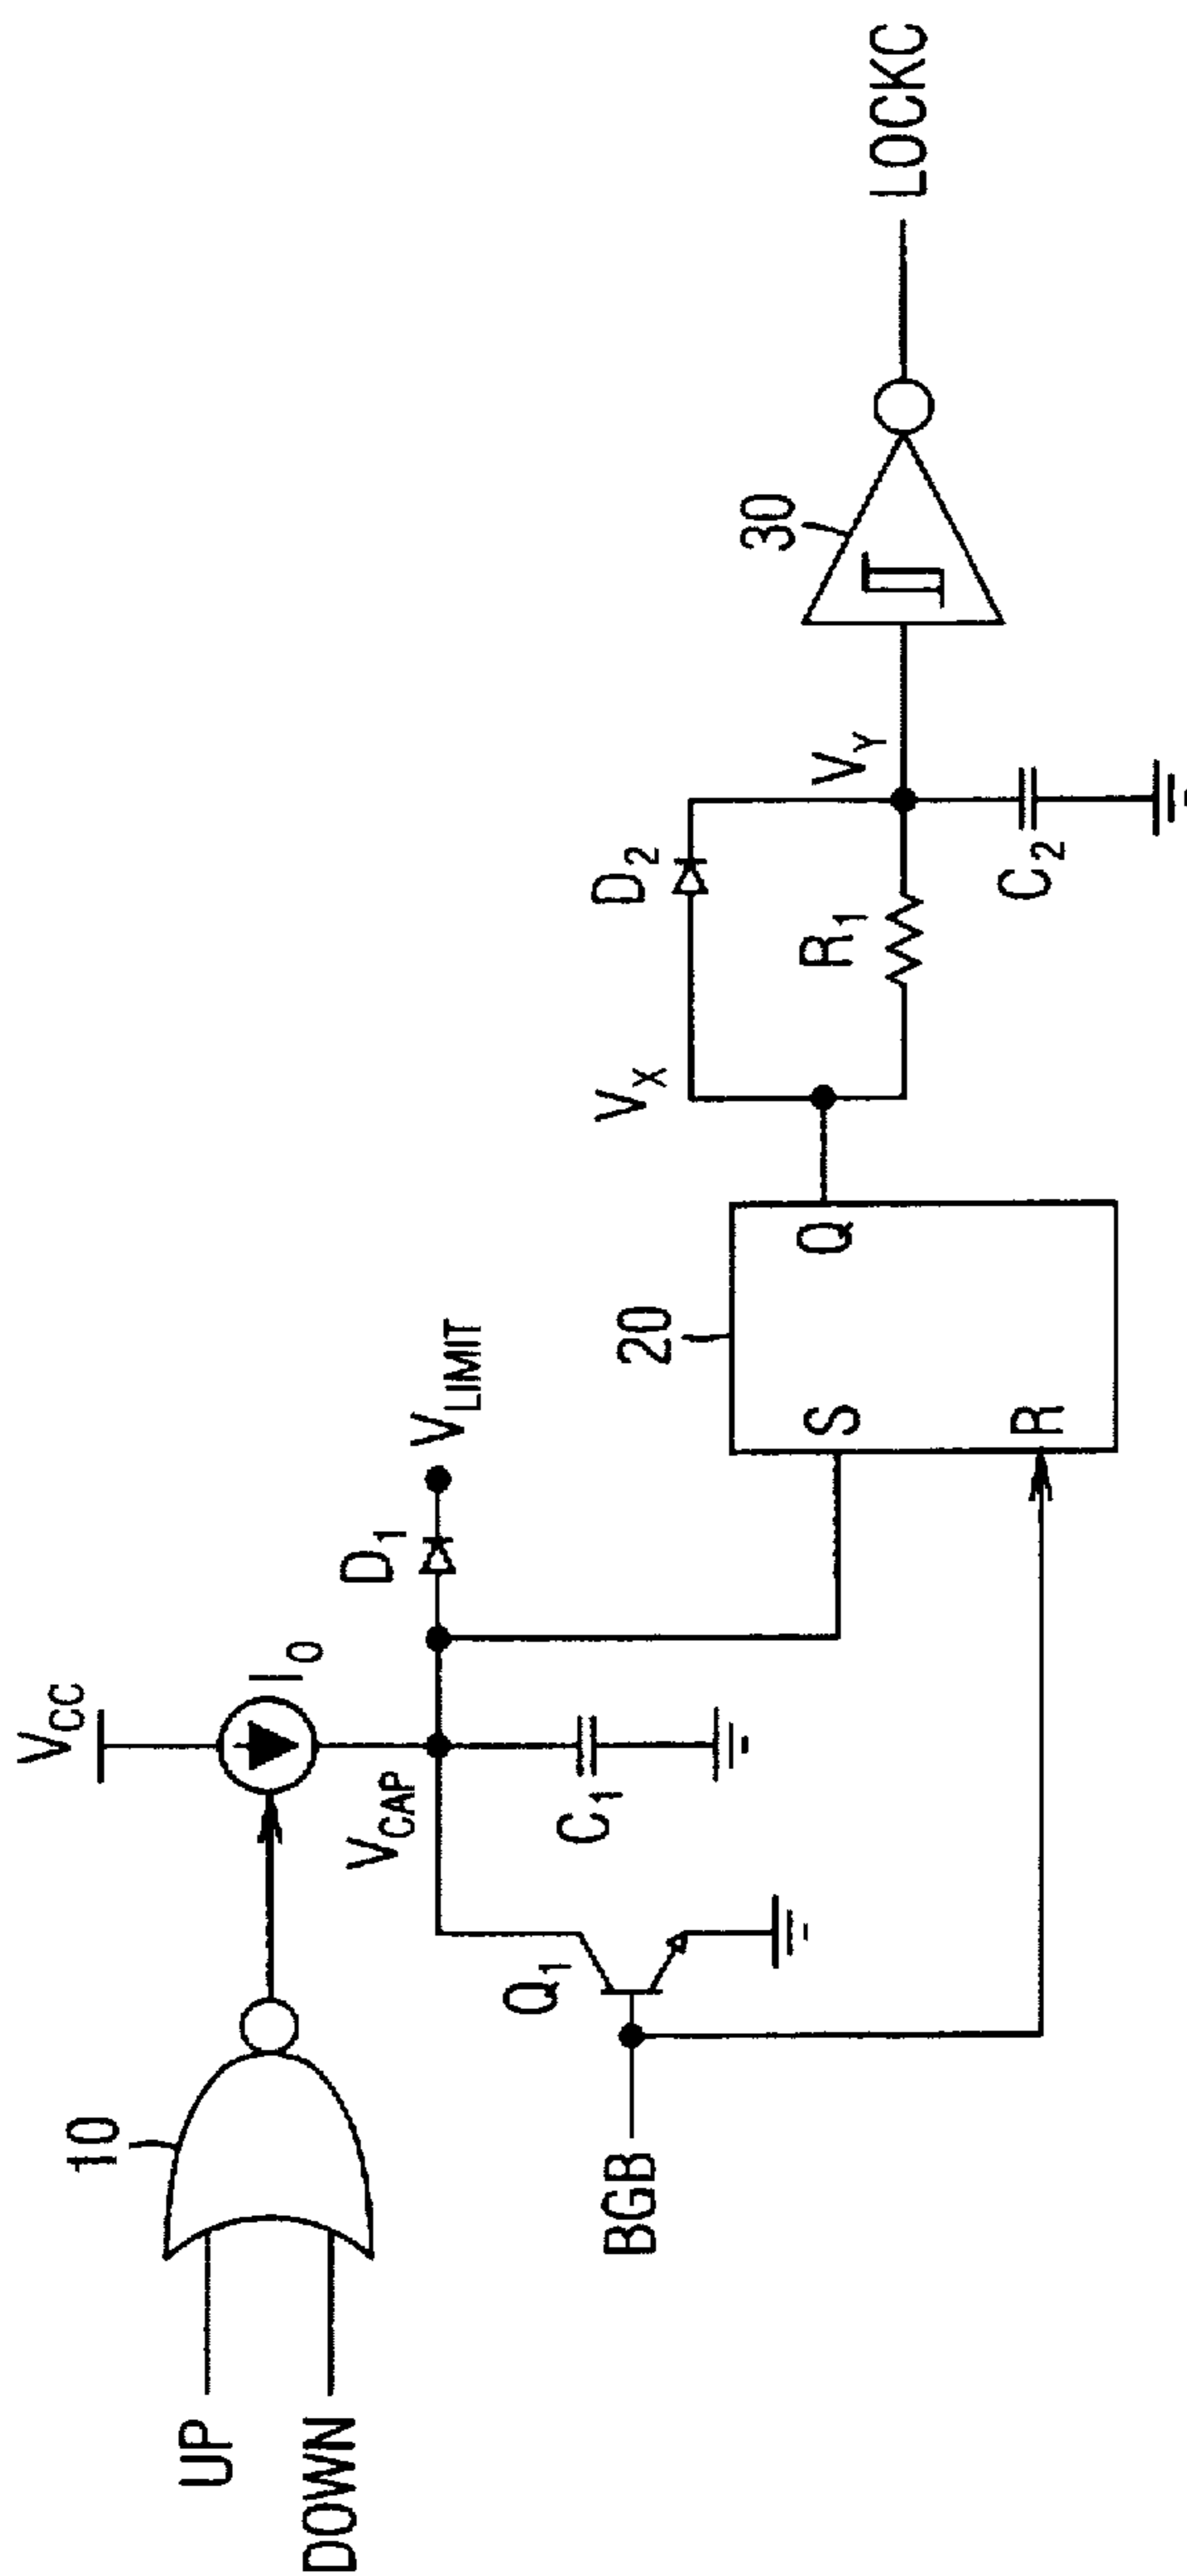 UP
DOWN
10
V_CC
I_0
V_CAP
C_1
D_1
V_LIMIT
BGB
Q_1
S
R
Q
20
V_X
D_2
R_1
V_Y
C_2
30
LOCKC